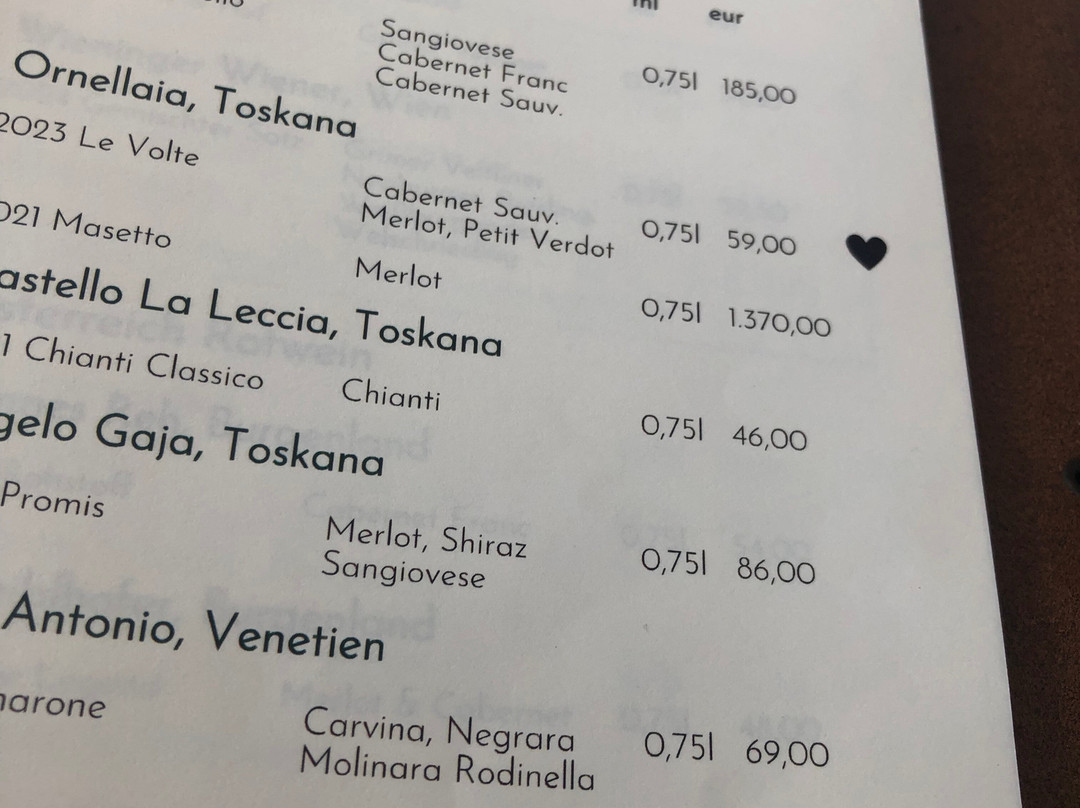 ml eur
Sangiovese
Cabernet Franc
Cabernet Sauv. 0,75l 185,00
Ornellaia, Toskana
2023 Le Volte
Cabernet Sauv.
Merlot, Petit Verdot 0,75l 59,00
Masetto
Merlot 0,75l 1.370,00
astello La Leccia, Toskana
1 Chianti Classico Chianti 0,75l 46,00
gelo Gaja, Toskana
Promis
Merlot, Shiraz
Sangiovese 0,75l 86,00
Antonio, Venetien
marone
Carvina, Negrara
Molinara Rodinella 0,75l 69,00